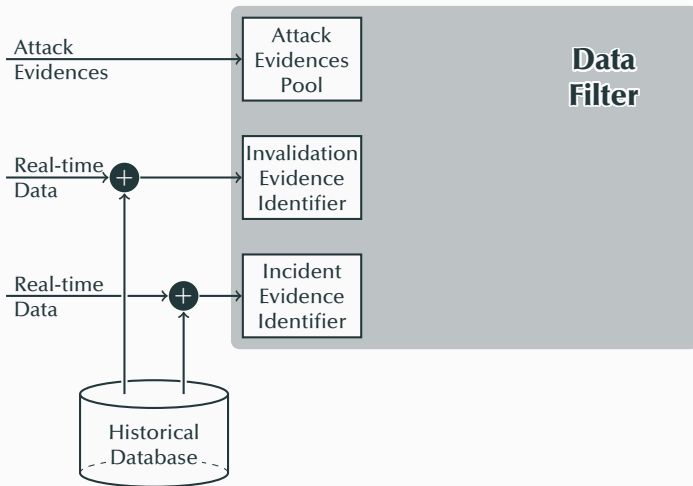 Attack
Evidences
Attack
Evidences
Pool
Data
Filter
Real-time
Data
+
Invalidation
Evidence
Identifier
Real-time
Data
+
Incident
Evidence
Identifier
Historical
Database